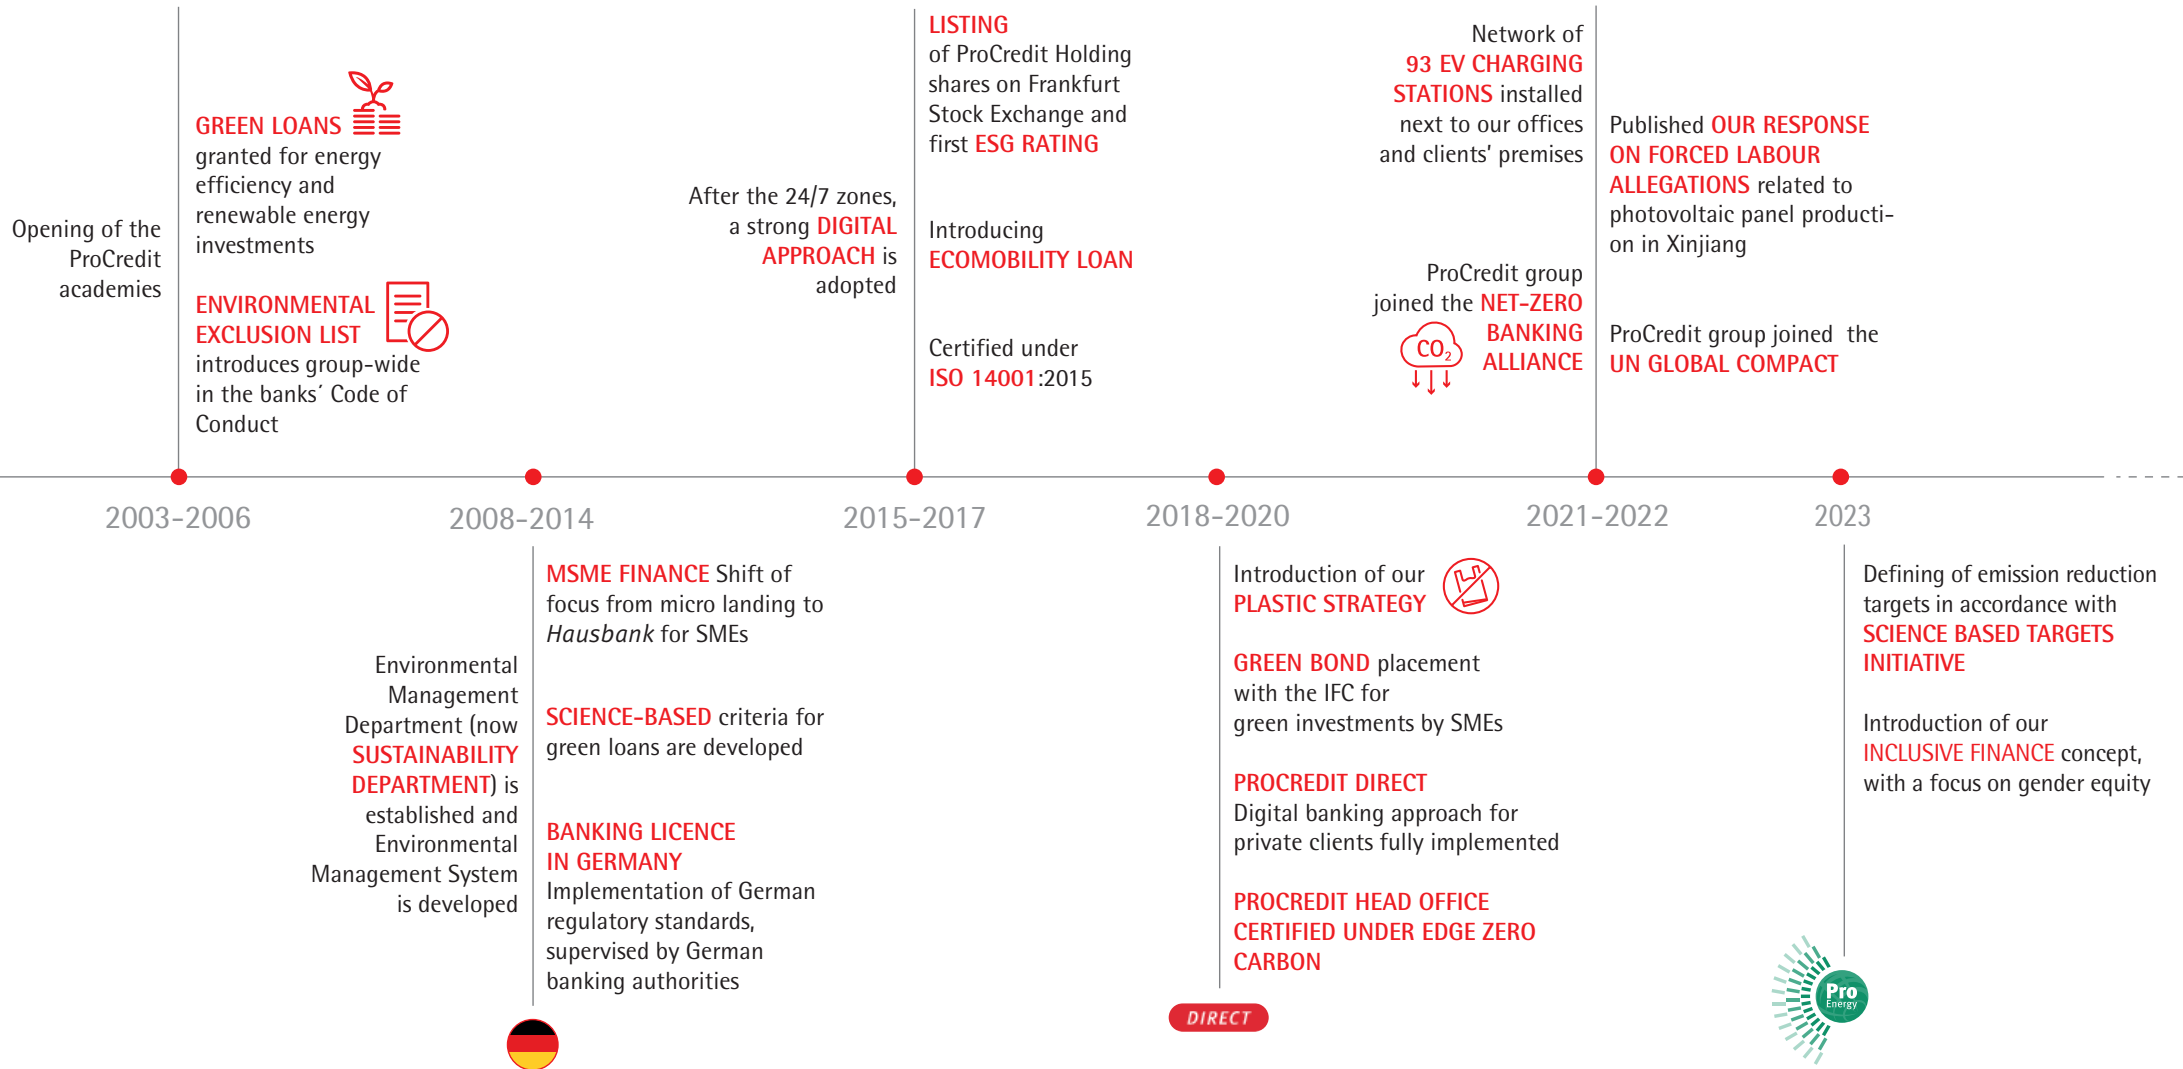 Opening of the
ProCredit
academies
GREEN LOANS
granted for energy
efficiency and
renewable energy
investments
ENVIRONMENTAL
EXCLUSION LIST
introduces group-wide
in the banks´ Code of
Conduct
2003-2006
Environmental
Management
Department (now
SUSTAINABILITY
DEPARTMENT) is
established and
Environmental
Management System
is developed
2008-2014
MSME FINANCE Shift of
focus from micro landing to
Hausbank for SMEs
SCIENCE-BASED criteria for
green loans are developed
BANKING LICENCE
IN GERMANY
Implementation of German
regulatory standards,
supervised by German
banking authorities
After the 24/7 zones,
a strong DIGITAL
APPROACH is
adopted
LISTING
of ProCredit Holding
shares on Frankfurt
Stock Exchange and
first ESG RATING
Introducing
ECOMOBILITY LOAN
Certified under
ISO 14001:2015
2015-2017
2018-2020
Introduction of our
PLASTIC STRATEGY
GREEN BOND placement
with the IFC for
green investments by SMEs
PROCREDIT DIRECT
Digital banking approach for
private clients fully implemented
PROCREDIT HEAD OFFICE
CERTIFIED UNDER EDGE ZERO
CARBON
DIRECT
Network of
93 EV CHARGING
STATIONS installed
next to our offices
and clients' premises
ProCredit group
joined the NET-ZERO
BANKING
ALLIANCE
CO2
Published OUR RESPONSE
ON FORCED LABOUR
ALLEGATIONS related to
photovoltaic panel producti-
on in Xinjiang
ProCredit group joined the
UN GLOBAL COMPACT
2021-2022
2023
Defining of emission reduction
targets in accordance with
SCIENCE BASED TARGETS
INITIATIVE
Introduction of our
INCLUSIVE FINANCE concept,
with a focus on gender equity
Pro
Energy